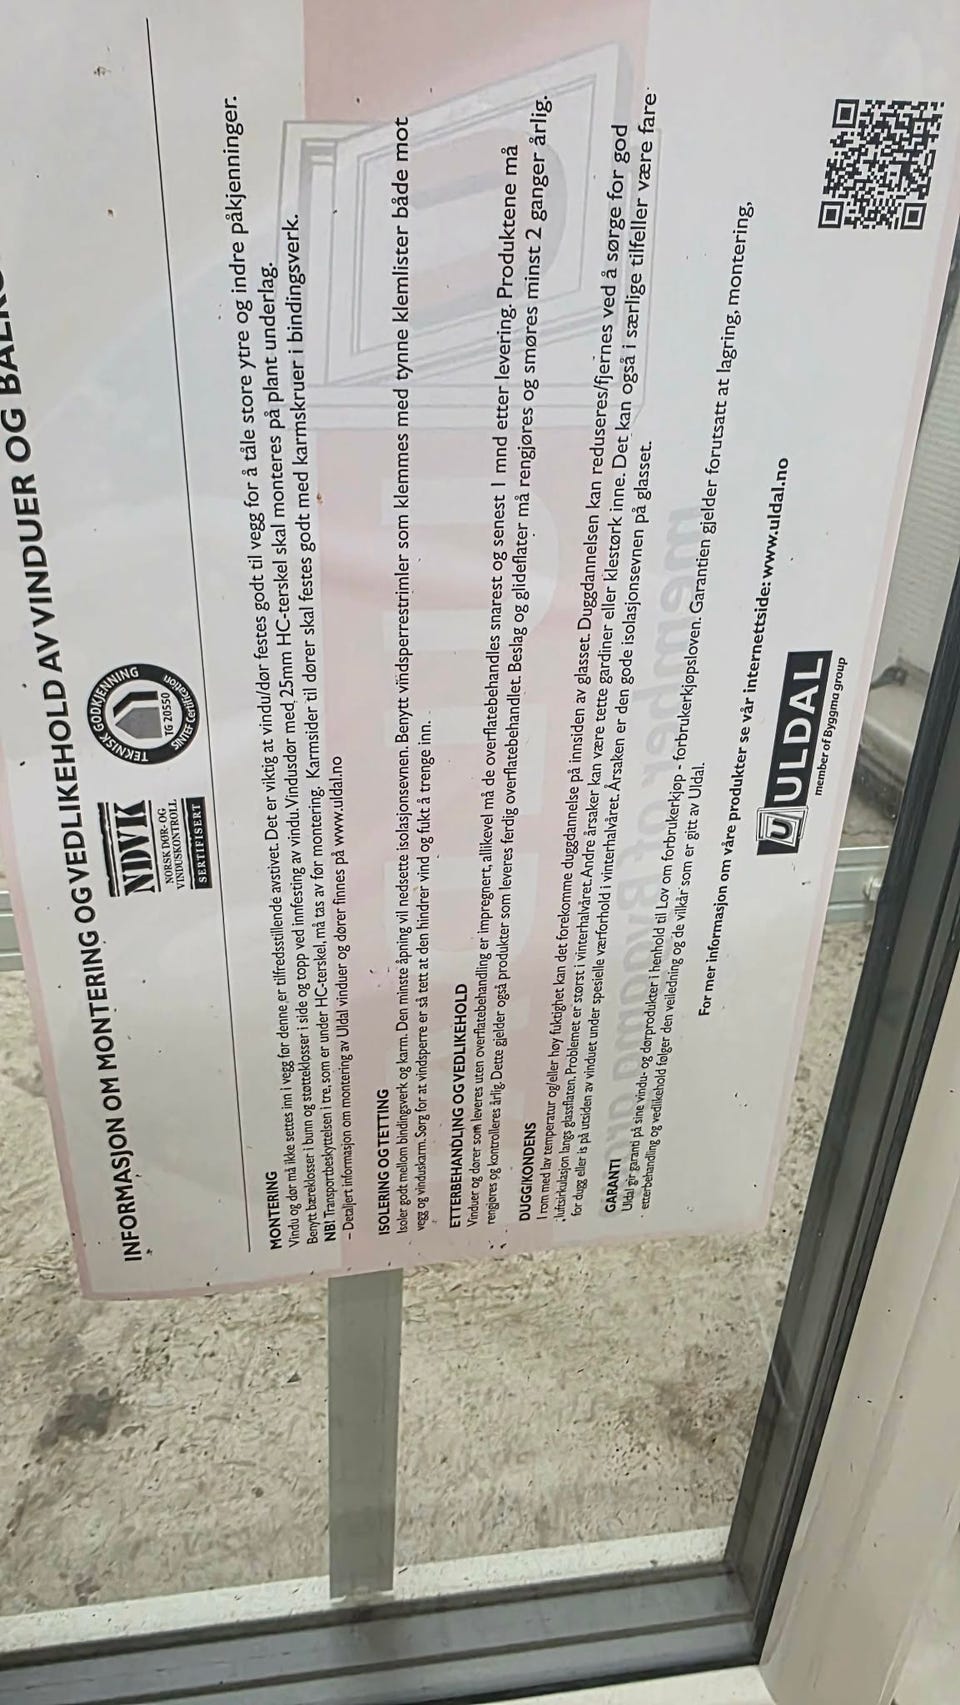 INFORMASJON OM MONTERING OG VEDLIKEHOLD AV VINDUER OG
NDVK
NORSK DØR- OG
VINDUSKONTROLL
SERTIFISERT
TEKNISK GODKJENNING
TG 20550
SINTEF Certification
MONTERING
Vindu og dør må ikke settes inn i vegg før denne er tilfredsstillende avstivet. Det er viktig at vindu/dør festes godt til vegg for å tåle store ytre og indre påkjenninger.
Benytt bæreklosser i bunn og støtteklosser i side og topp ved innfesting av vindu. Vindusdør med 25mm HC-terskel skal monteres på plant underlag.
NB! Transportbeskyttelsen i tre, som er under HC-terskel, må tas av før montering. Karmsider til dører skal festes godt med karmskruer i bindingsverk.
– Detaljert informasjon om montering av Uldal vinduer og dører finnes på www.uldal.no
ISOLERING OG TETTING
Isoler godt mellom bindingsverk og karm. Den minste åpning vil nedsette isolasjonsevnen. Benytt vindsperrestrimler som klemmes med tynne klemlister både mot
vegg og vinduskarm. Sørg for at vindsperre er så tett at den hindrer vind og fukt å trenge inn.
ETTERBEHANDLING OG VEDLIKEHOLD
Vinduer og dører som leveres uten overflatebehandling er impregnert, allikevel må de overflatebehandles snarest og senest 1 mnd etter levering. Produktene må
rengjøres og kontrolleres årlig. Dette gjelder også produkter som leveres ferdig overflatebehandlet. Beslag og glideflater må rengjøres og smøres minst 2 ganger årlig.
DUGG/KONDENS
I rom med lav temperatur og/eller høy fuktighet kan det forekomme duggdannelse på innsiden av glasset. Duggdannelsen kan reduseres/fjernes ved å sørge for god
luftsirkulasjon langs glassflaten. Problemet er størst i vinterhalvåret. Andre årsaker kan være tette gardiner eller klestørk inne. Det kan også i særlige tilfeller være fare
for dugg eller is på utsiden av vinduet under spesielle værforhold i vinterhalvåret. Årsaken er den gode isolasjonsevnen på glasset.
GARANTI
Uldal gir garanti på sine vindu- og dørprodukter i henhold til Lov om forbrukerkjøp - forbrukerkjøpsloven. Garantien gjelder forutsatt at lagring, montering,
etterbehandling og vedlikehold følger den veiledning og de vilkår som er gitt av Uldal.
For mer informasjon om våre produkter se vår internettside: www.uldal.no
ULDAL
member of Byggma group